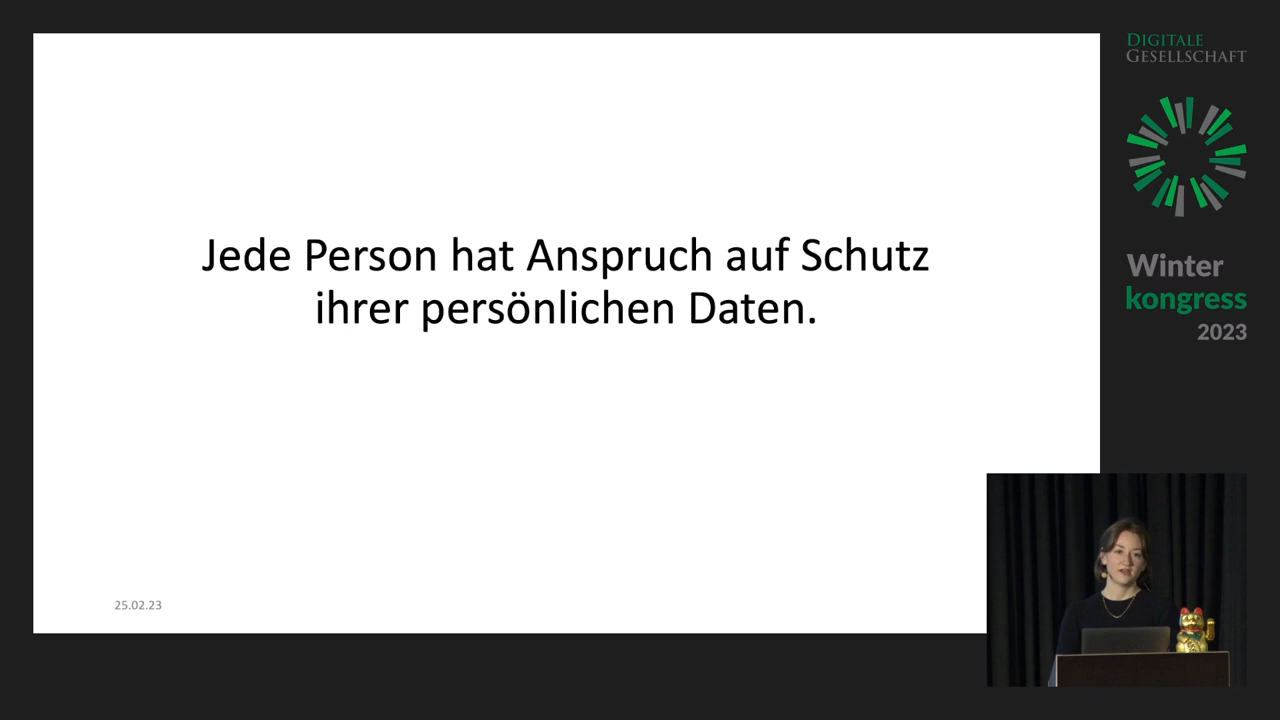 Jede Person hat Anspruch auf Schutz
ihrer persönlichen Daten.
25.02.23
DIGITALE
GESELLSCHAFT
Winter
kongress
2023